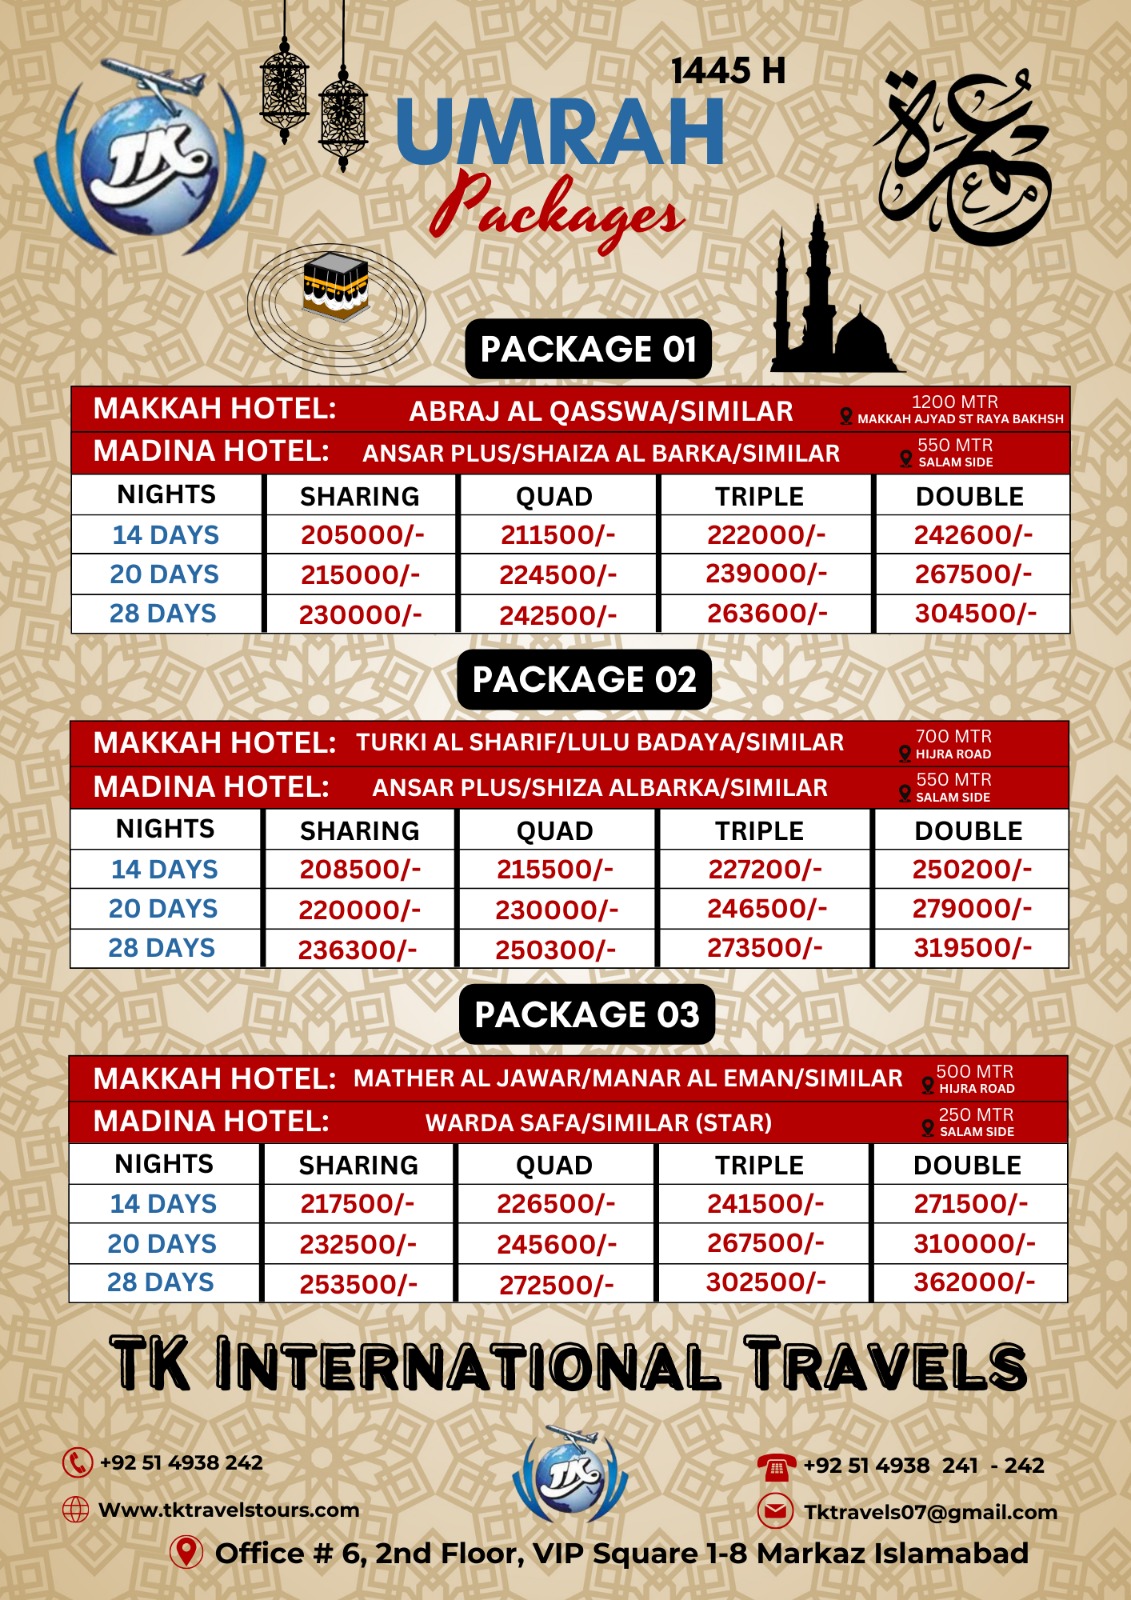 TK
1445 H
UMRAH
Packages
عمرة
PACKAGE 01
MAKKAH HOTEL: ABRAJ AL QASSWA/SIMILAR 1200 MTR
MAKKAH AJYAD ST RAYA BAKHSH
MADINA HOTEL: ANSAR PLUS/SHAIZA AL BARKA/SIMILAR 550 MTR
SALAM SIDE
NIGHTS SHARING QUAD TRIPLE DOUBLE
14 DAYS 205000/- 211500/- 222000/- 242600/-
20 DAYS 215000/- 224500/- 239000/- 267500/-
28 DAYS 230000/- 242500/- 263600/- 304500/-
PACKAGE 02
MAKKAH HOTEL: TURKI AL SHARIF/LULU BADAYA/SIMILAR 700 MTR
HIJRA ROAD
MADINA HOTEL: ANSAR PLUS/SHIZA ALBARKA/SIMILAR 550 MTR
SALAM SIDE
NIGHTS SHARING QUAD TRIPLE DOUBLE
14 DAYS 208500/- 215500/- 227200/- 250200/-
20 DAYS 220000/- 230000/- 246500/- 279000/-
28 DAYS 236300/- 250300/- 273500/- 319500/-
PACKAGE 03
MAKKAH HOTEL: MATHER AL JAWAR/MANAR AL EMAN/SIMILAR 500 MTR
HIJRA ROAD
MADINA HOTEL: WARDA SAFA/SIMILAR (STAR) 250 MTR
SALAM SIDE
NIGHTS SHARING QUAD TRIPLE DOUBLE
14 DAYS 217500/- 226500/- 241500/- 271500/-
20 DAYS 232500/- 245600/- 267500/- 310000/-
28 DAYS 253500/- 272500/- 302500/- 362000/-
TK INTERNATIONAL TRAVELS
+92 51 4938 242
TK
+92 51 4938 241 - 242
Www.tktravelstours.com
Tktravels07@gmail.com
Office # 6, 2nd Floor, VIP Square 1-8 Markaz Islamabad